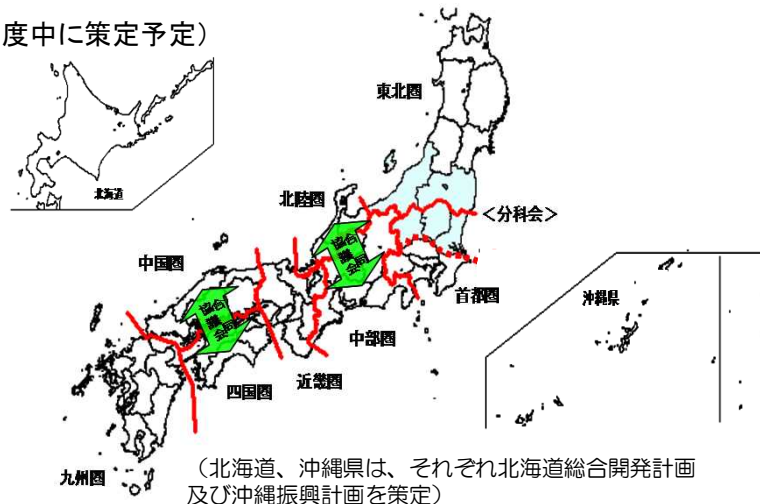 度中に策定予定）
東北圏
北海道
北陸圏
＜分科会＞
合同
協議会
中国圏
首都圏
沖縄県
合同
協議会
中部圏
近畿圏
四国圏
九州圏
（北海道、沖縄県は、それぞれ北海道総合開発計画
及び沖縄振興計画を策定）